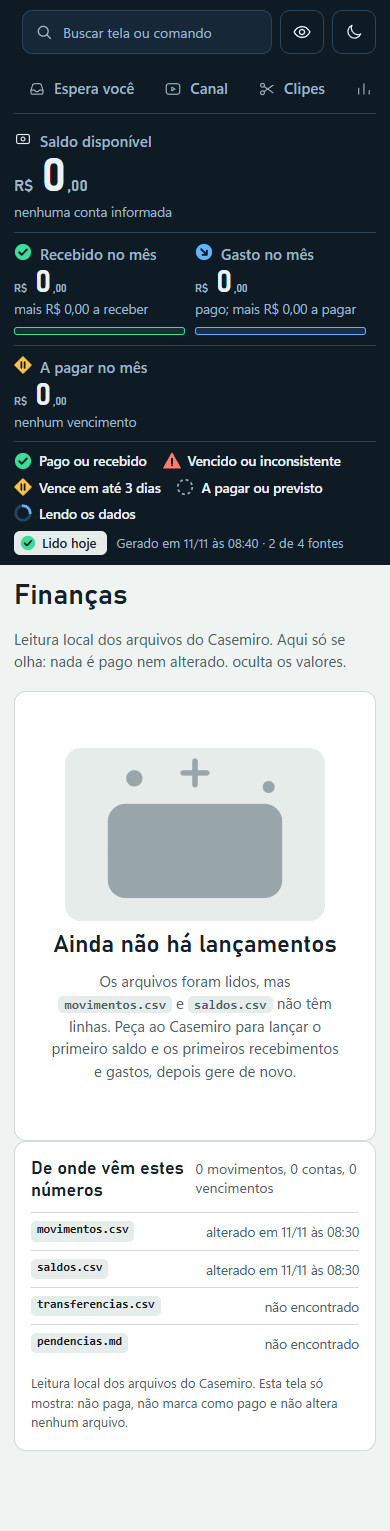 Buscar tela ou comando
Espera você Canal Clipes
Saldo disponível
R$ 0,00
nenhuma conta informada
Recebido no mês Gasto no mês
R$ 0,00 R$ 0,00
mais R$ 0,00 a receber pago; mais R$ 0,00 a pagar
A pagar no mês
R$ 0,00
nenhum vencimento
Pago ou recebido Vencido ou inconsistente
Vence em até 3 dias A pagar ou previsto
Lendo os dados
Lido hoje Gerado em 11/11 às 08:40 · 2 de 4 fontes
Finanças
Leitura local dos arquivos do Casemiro. Aqui só se
olha: nada é pago nem alterado. oculta os valores.
Ainda não há lançamentos
Os arquivos foram lidos, mas
movimentos.csv e saldos.csv não têm
linhas. Peça ao Casemiro para lançar o
primeiro saldo e os primeiros recebimentos
e gastos, depois gere de novo.
De onde vêm estes
números
0 movimentos, 0 contas, 0
vencimentos
movimentos.csv alterado em 11/11 às 08:30
saldos.csv alterado em 11/11 às 08:30
transferencias.csv não encontrado
pendencias.md não encontrado
Leitura local dos arquivos do Casemiro. Esta tela só
mostra: não paga, não marca como pago e não altera
nenhum arquivo.